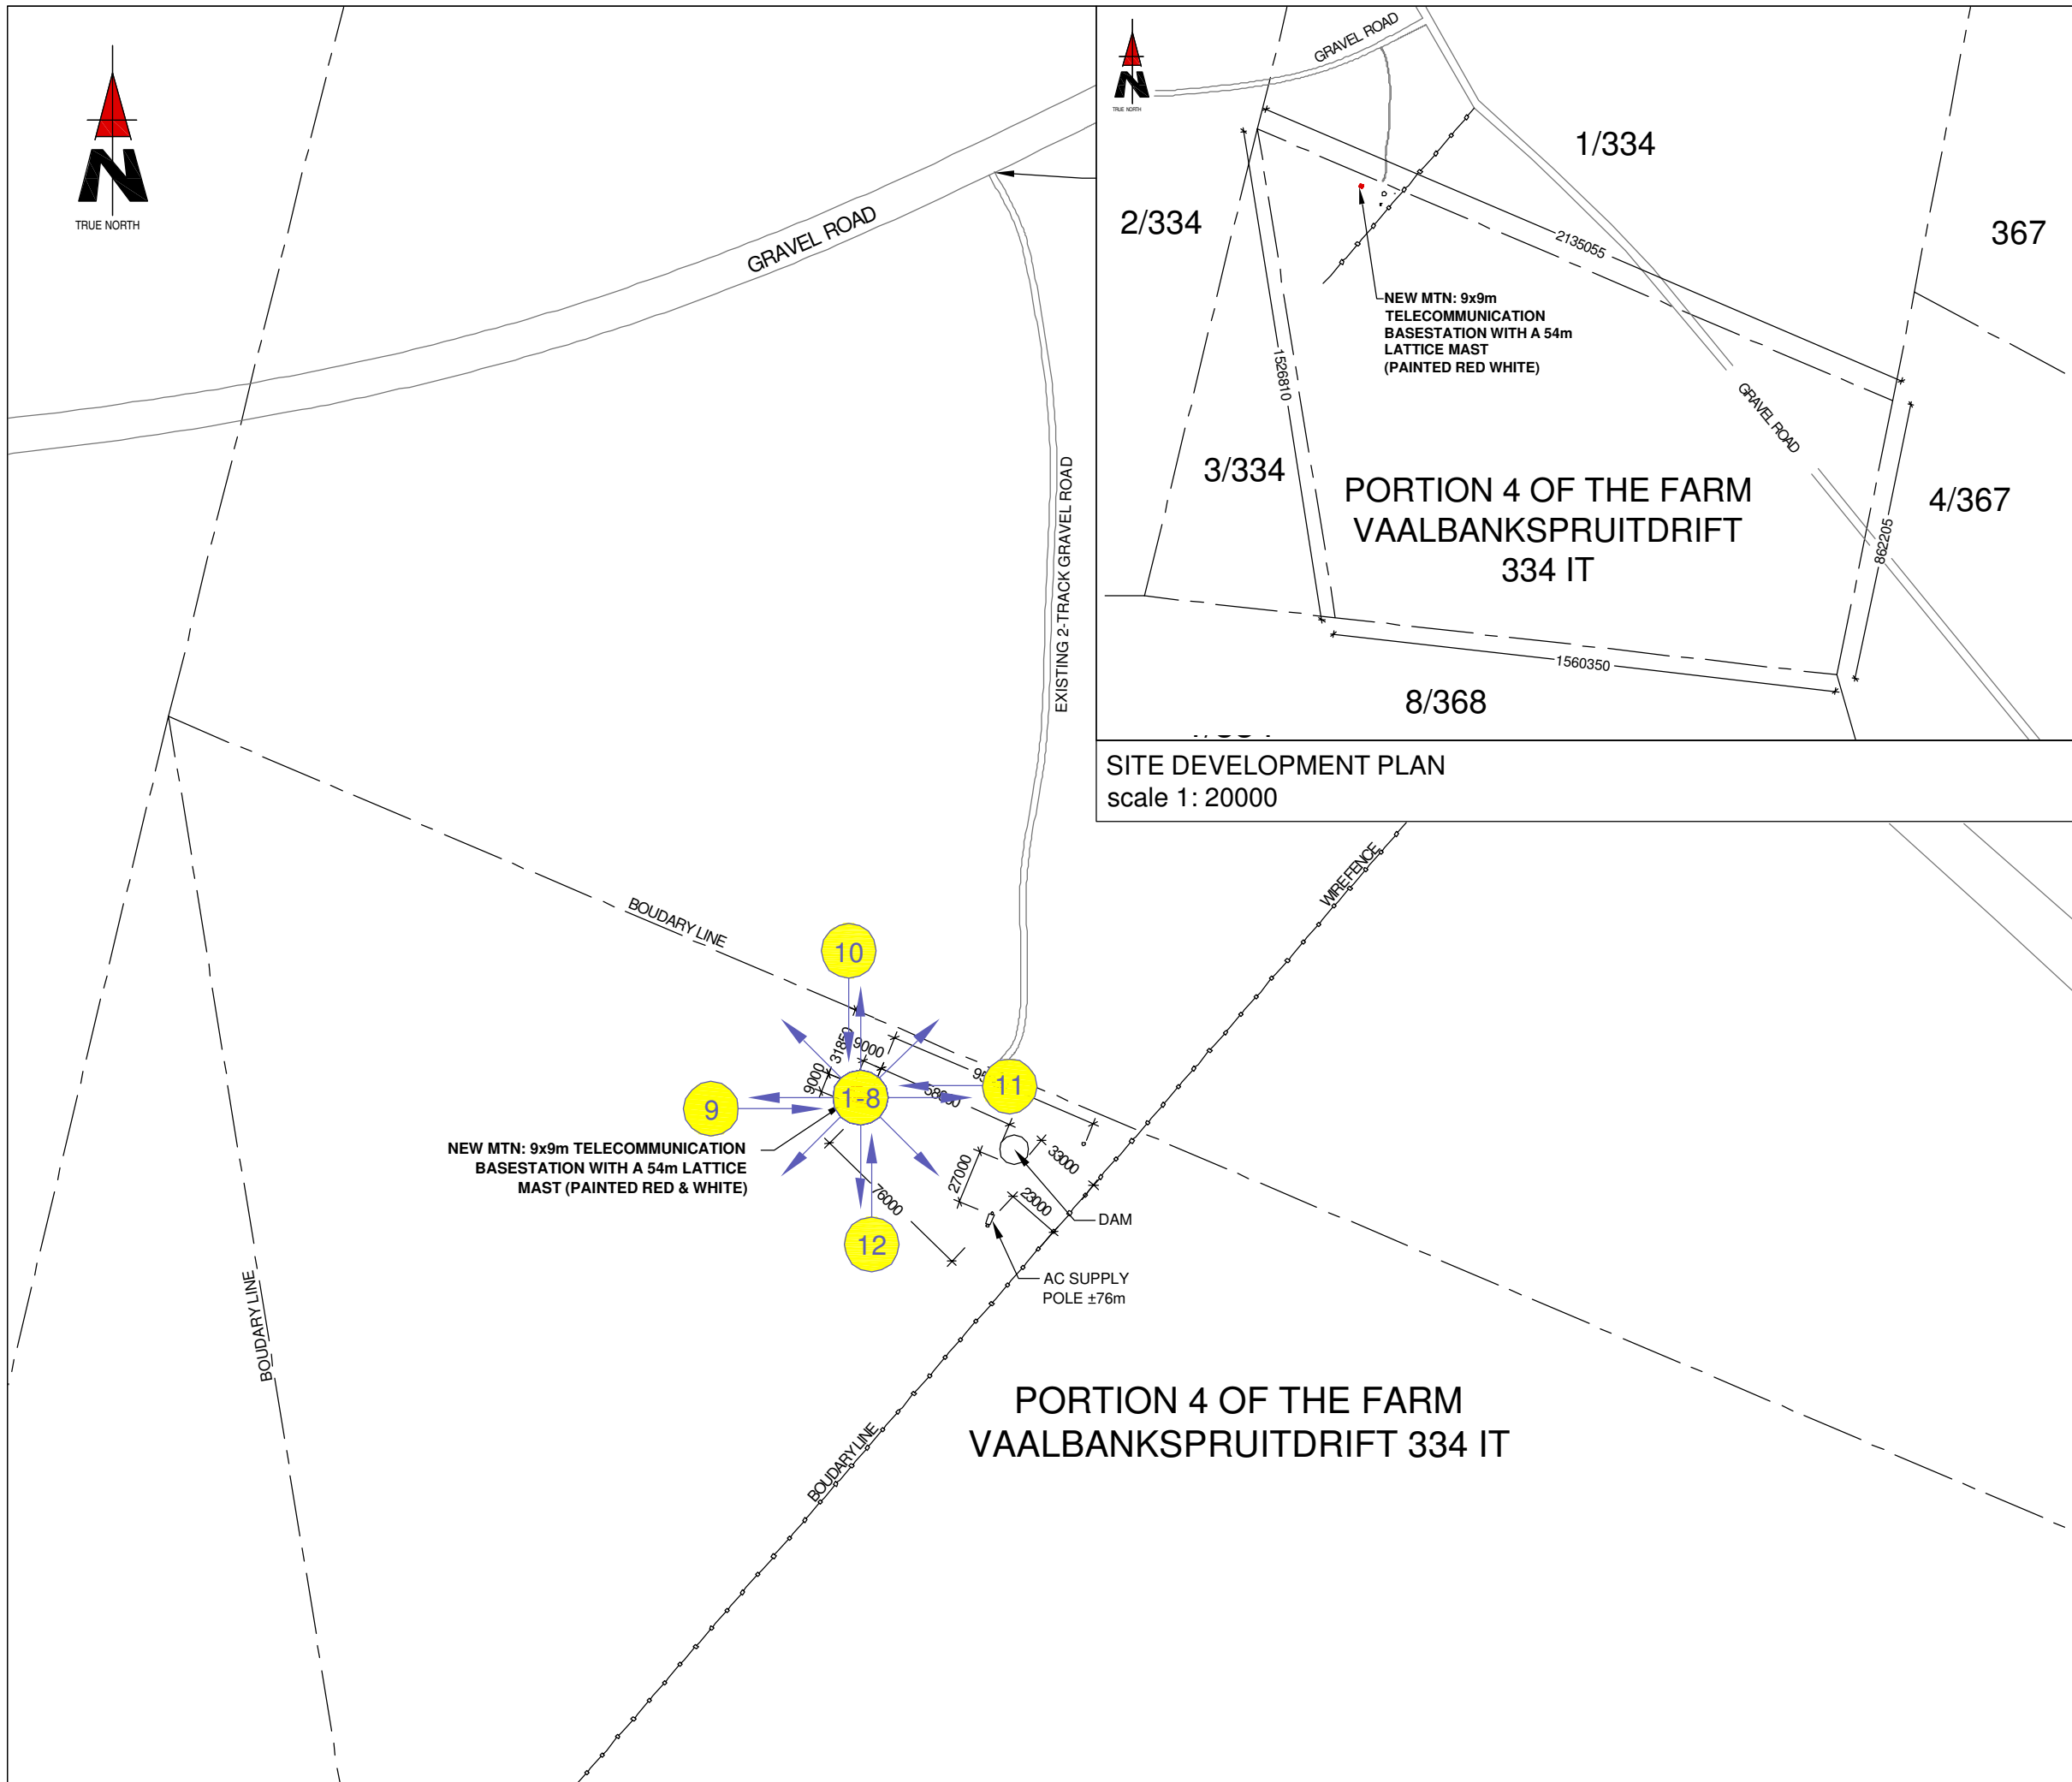 TRUE NORTH
GRAVEL ROAD
EXISTING 2-TRACK GRAVEL ROAD
BOUDARY LINE
BOUDARY LINE
BOUDARY LINE
WIRE FENCE
10
9
11
12
1-8
31850
9000
9000
76000
27000
33000
23000
NEW MTN: 9x9m TELECOMMUNICATION
BASESTATION WITH A 54m LATTICE
MAST (PAINTED RED & WHITE)
DAM
AC SUPPLY
POLE ±76m
PORTION 4 OF THE FARM
VAALBANKSPRUITDRIFT 334 IT
TRUE NORTH
GRAVEL ROAD
1/334
2/334
367
2135055
NEW MTN: 9x9m
TELECOMMUNICATION
BASESTATION WITH A 54m
LATTICE MAST
(PAINTED RED WHITE)
1526810
GRAVEL ROAD
3/334
PORTION 4 OF THE FARM
VAALBANKSPRUITDRIFT
334 IT
4/367
862205
1560350
8/368
SITE DEVELOPMENT PLAN
scale 1: 20000